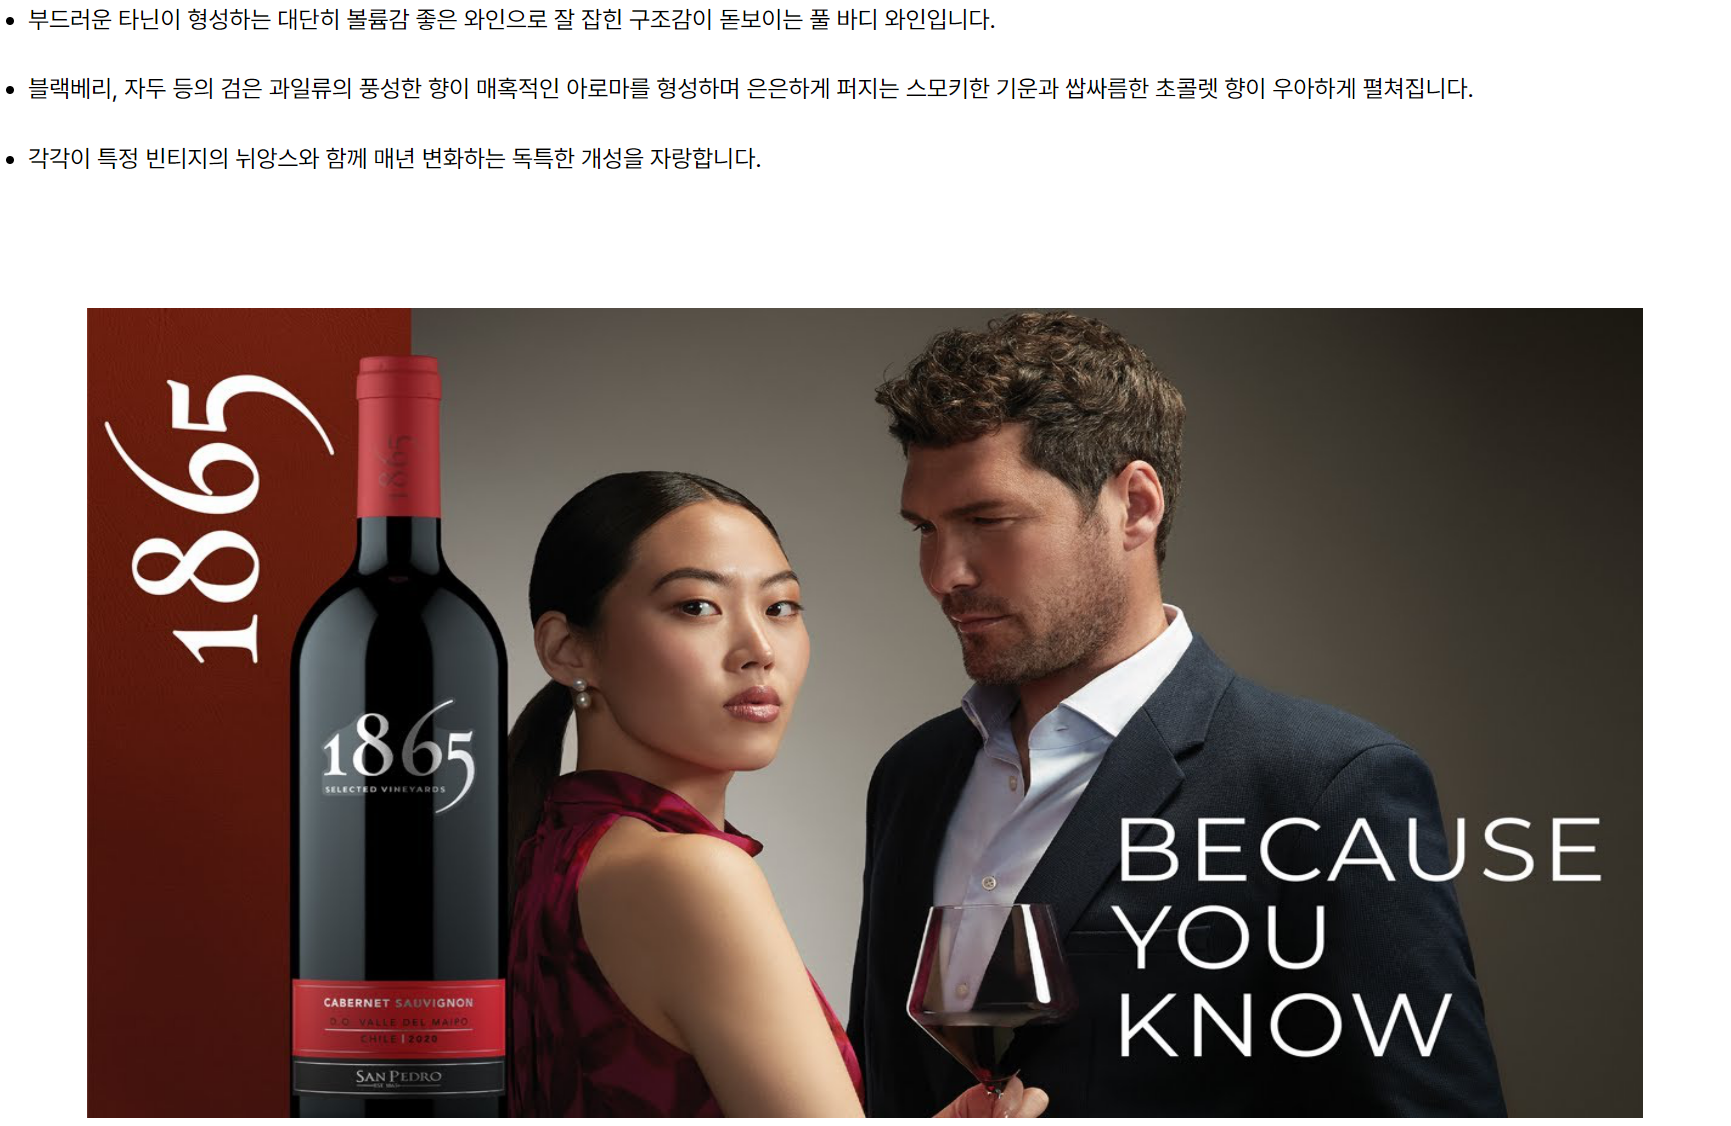 부드러운 타닌이 형성하는 대단히 볼륨감 좋은 와인으로 잘 잡힌 구조감이 돋보이는 풀 바디 와인입니다.
블랙베리, 자두 등의 검은 과일류의 풍성한 향이 매혹적인 아로마를 형성하며 은은하게 퍼지는 스모키한 기운과 쌉싸름한 초콜렛 향이 우아하게 펼쳐집니다.
각각이 특정 빈티지의 뉘앙스와 함께 매년 변화하는 독특한 개성을 자랑합니다.
1865
1865
1865
SELECTED VINEYARDS
CABERNET SAUVIGNON
D.O. VALLE DEL MAIPO
CHILE | 2020
SAN PEDRO
BECAUSE
YOU
KNOW